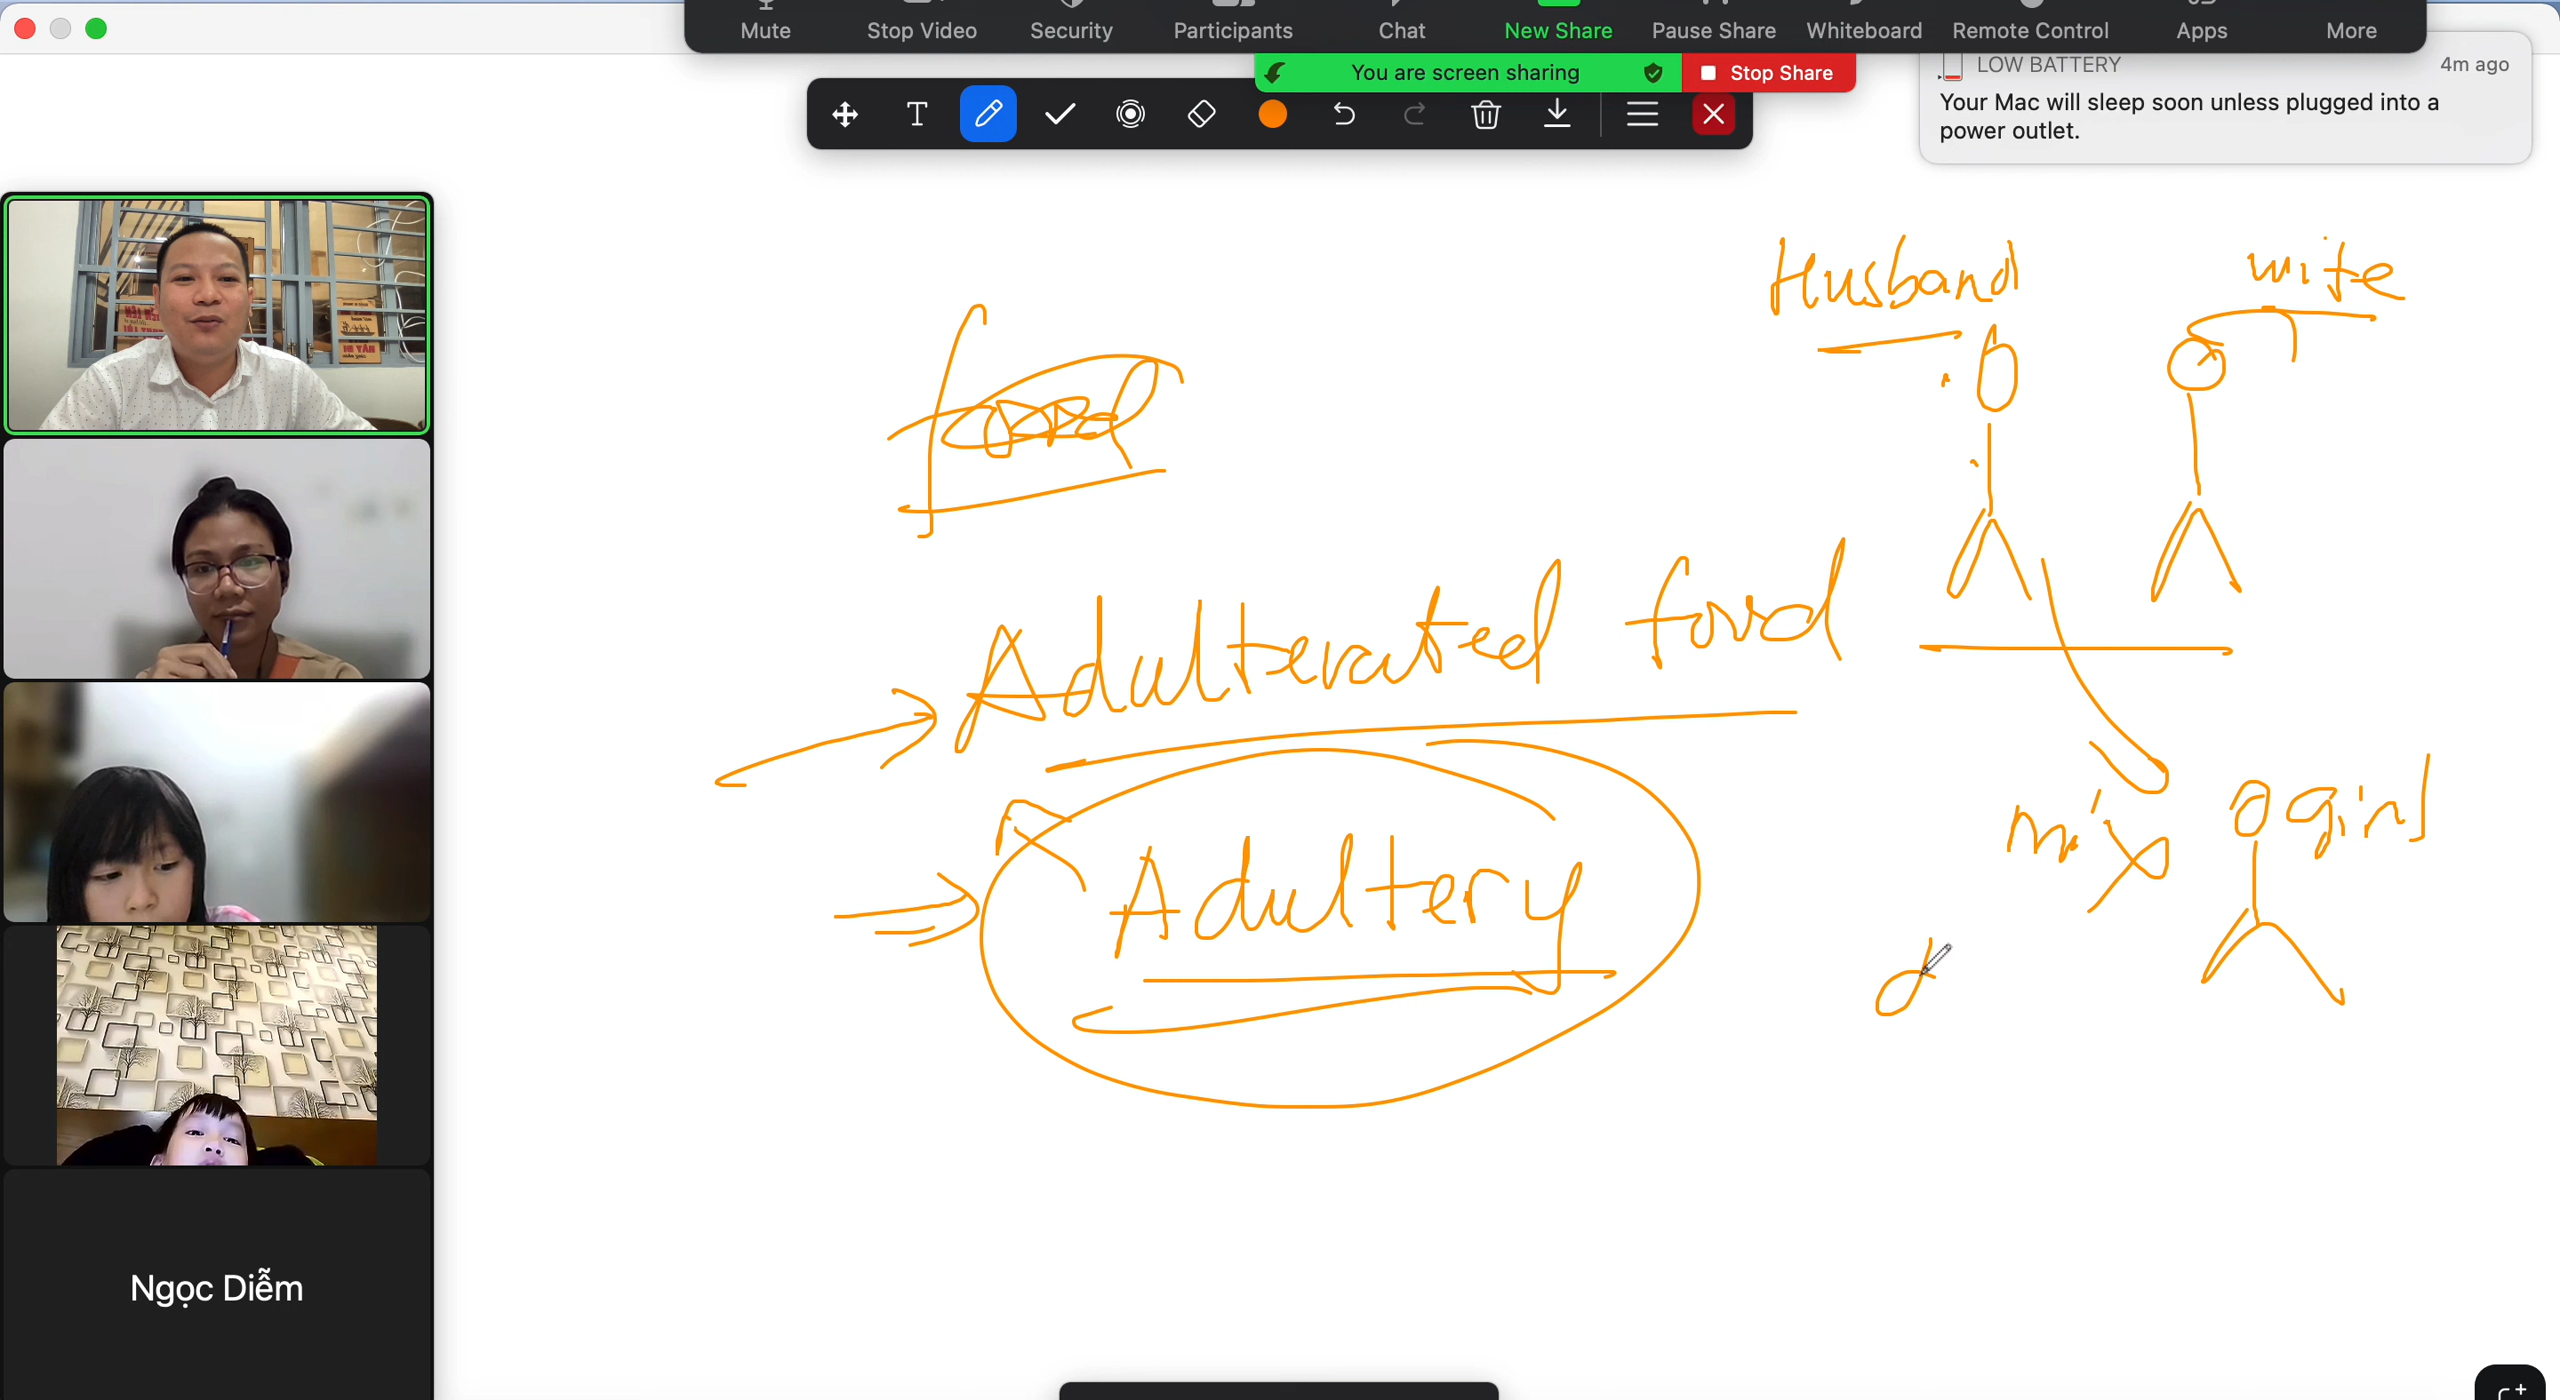 Mute Stop Video Security Participants Chat New Share Pause Share Whiteboard Remote Control Apps More
You are screen sharing Stop Share
LOW BATTERY 4m ago
Your Mac will sleep soon unless plugged into a
power outlet.
T
Husband wife
food
Adulterated food
mix girl
Adultery
Ngọc Diễm